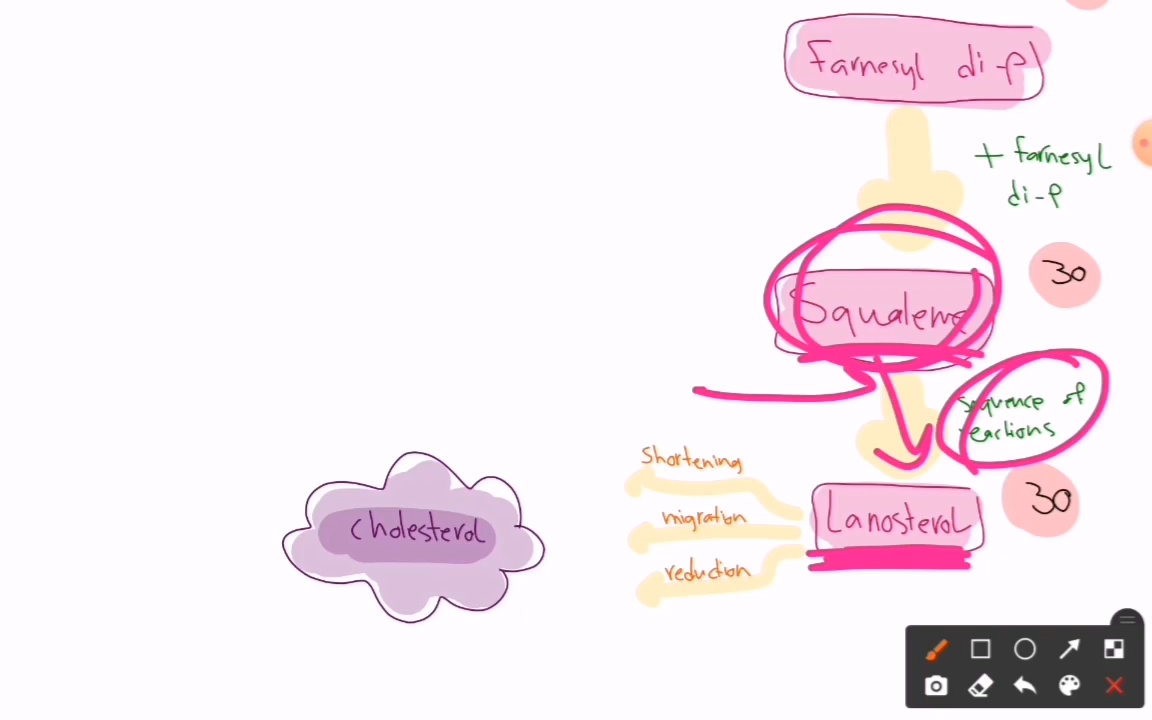 Farnesyl di-P
+ farnesyl
di-P
Squalene
30
sequence of
reactions
Shortening
Lanosterol
30
migration
cholesterol
reduction